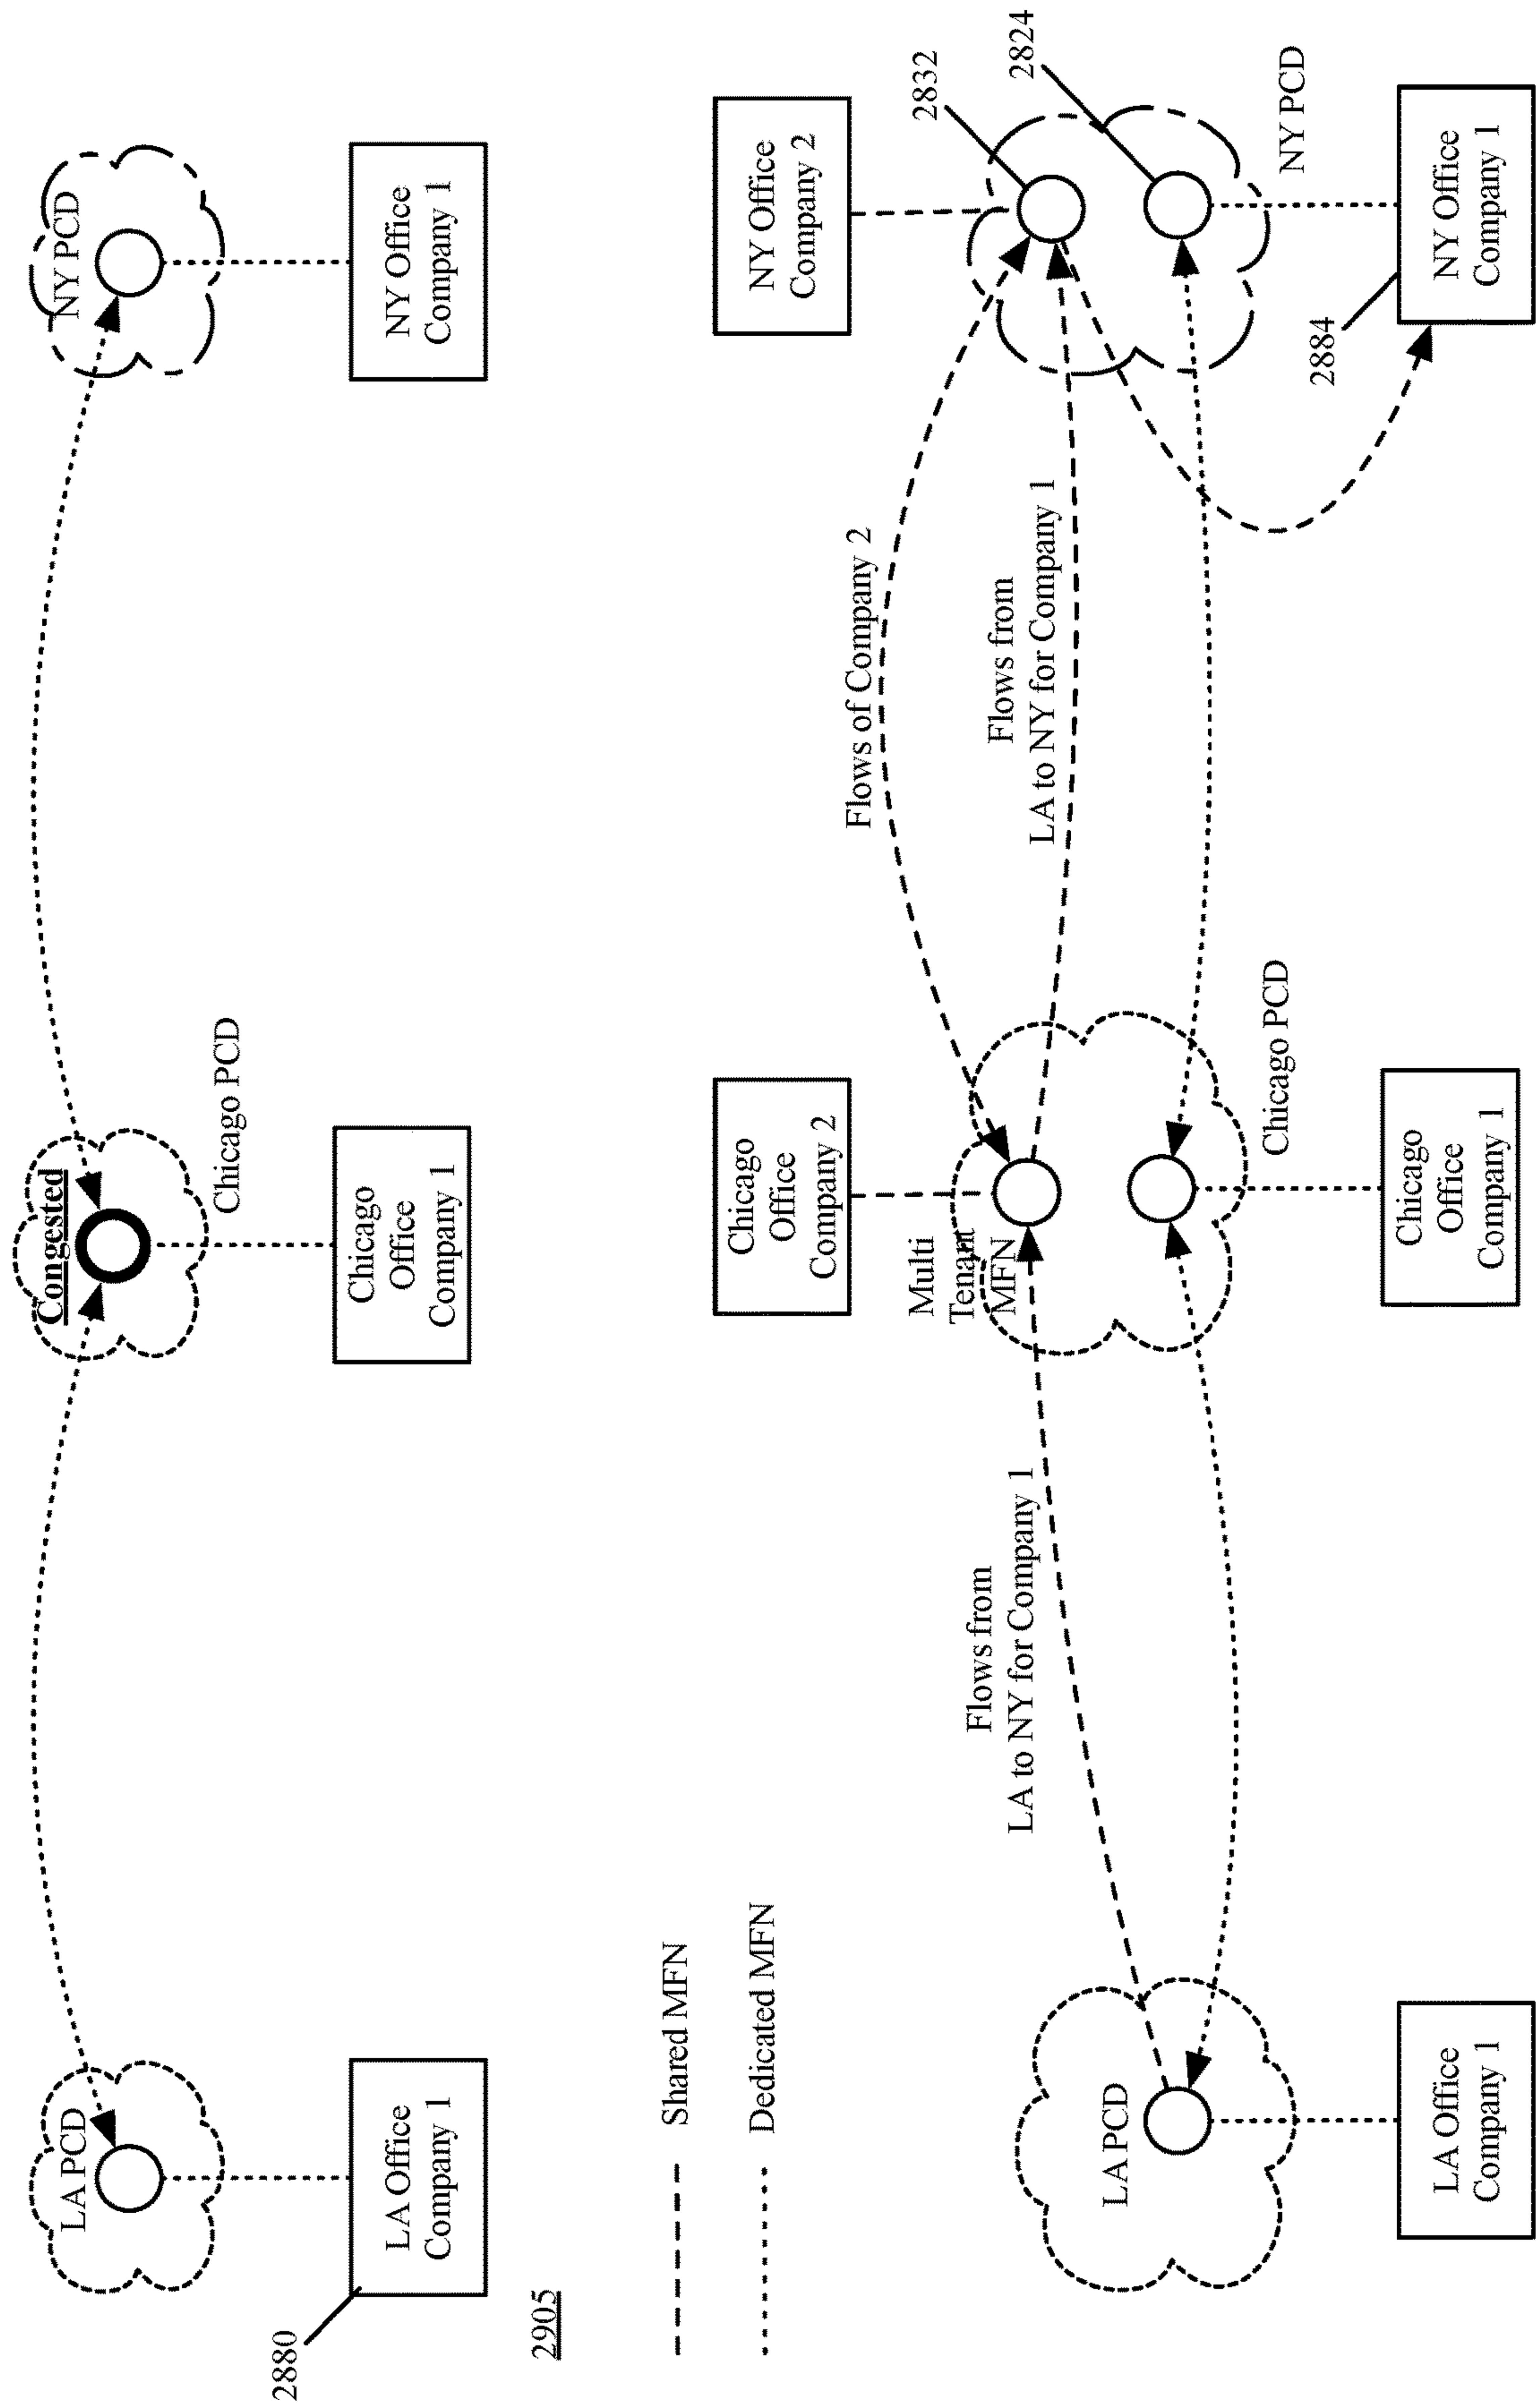 LA PCD
Congested
NY PCD
Chicago PCD
2880
LA Office
Company 1
Chicago
Office
Company 1
NY Office
Company 1
2905
Shared MFN
Dedicated MFN
Chicago
Office
Company 2
NY Office
Company 2
Flows of Company 2
2832
Multi
Tenant
MFN
Flows from
LA to NY for Company 1
Flows from
LA to NY for Company 1
2824
LA PCD
Chicago PCD
NY PCD
2884
LA Office
Company 1
Chicago
Office
Company 1
NY Office
Company 1